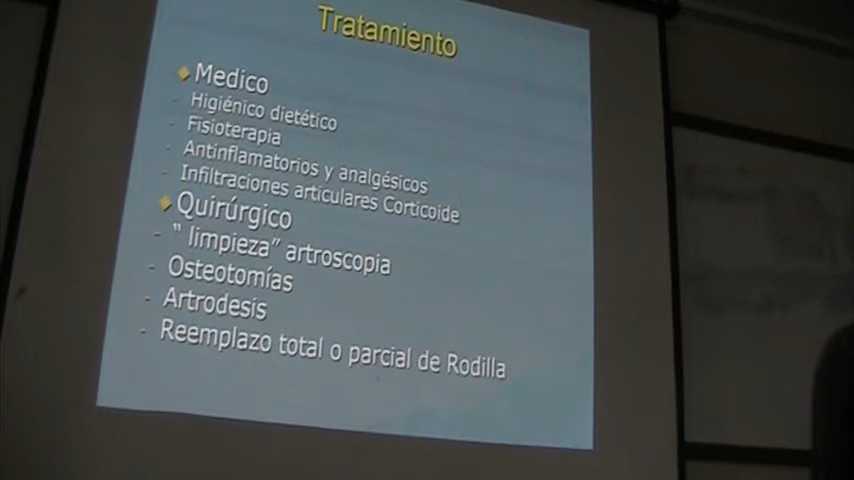 Tratamiento
Medico
- Higiénico dietético
- Fisioterapia
- Antinflamatorios y analgésicos
- Infiltraciones articulares Corticoide
Quirúrgico
- " limpieza" artroscopia
- Osteotomías
- Artrodesis
- Reemplazo total o parcial de Rodilla